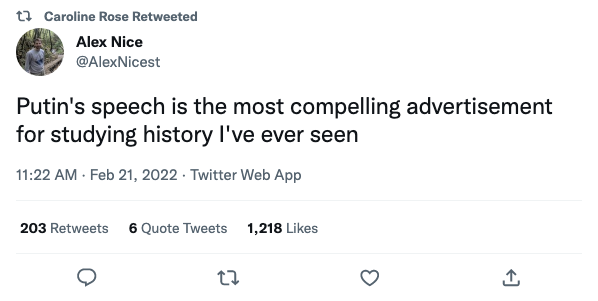 Caroline Rose Retweeted
Alex Nice
@AlexNicest
Putin's speech is the most compelling advertisement
for studying history I've ever seen
11:22 AM · Feb 21, 2022 · Twitter Web App
203 Retweets 6 Quote Tweets 1,218 Likes